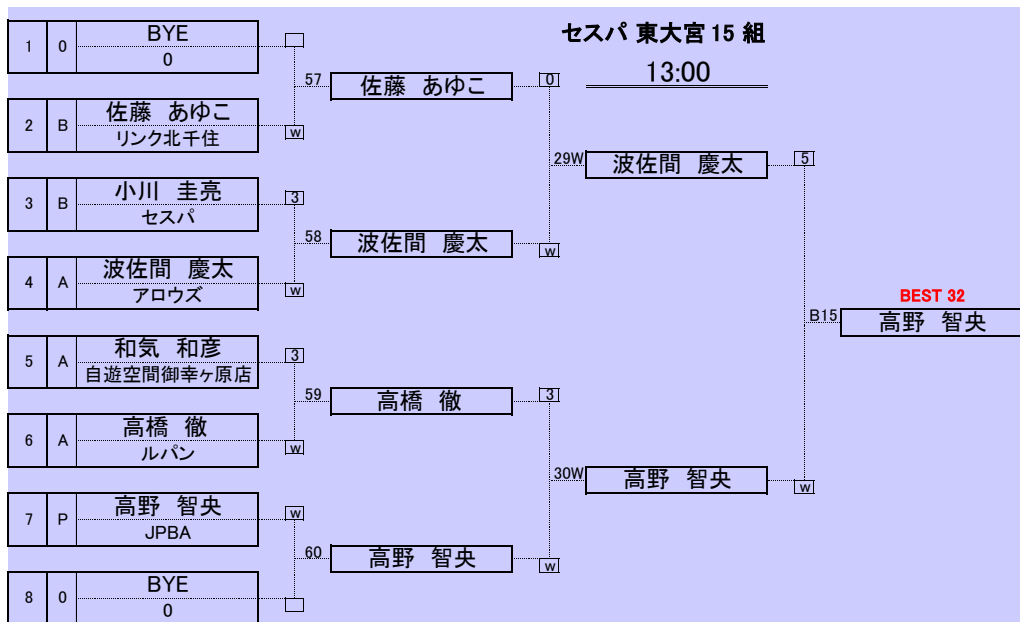 セスパ 東大宮 15 組
13:00
1 0 BYE
0
2 B 佐藤 あゆこ
リンク北千住
w
57 佐藤 あゆこ 0
3 B 小川 圭亮 3
セスパ
4 A 波佐間 慶太
アロウズ
w
58 波佐間 慶太 w
29W 波佐間 慶太 5
5 A 和気 和彦 3
自遊空間御幸ヶ原店
6 A 高橋 徹
ルパン
w
59 高橋 徹 3
7 P 高野 智央 w
JPBA
8 0 BYE
0
60 高野 智央 w
30W 高野 智央 w
BEST 32
B15 高野 智央